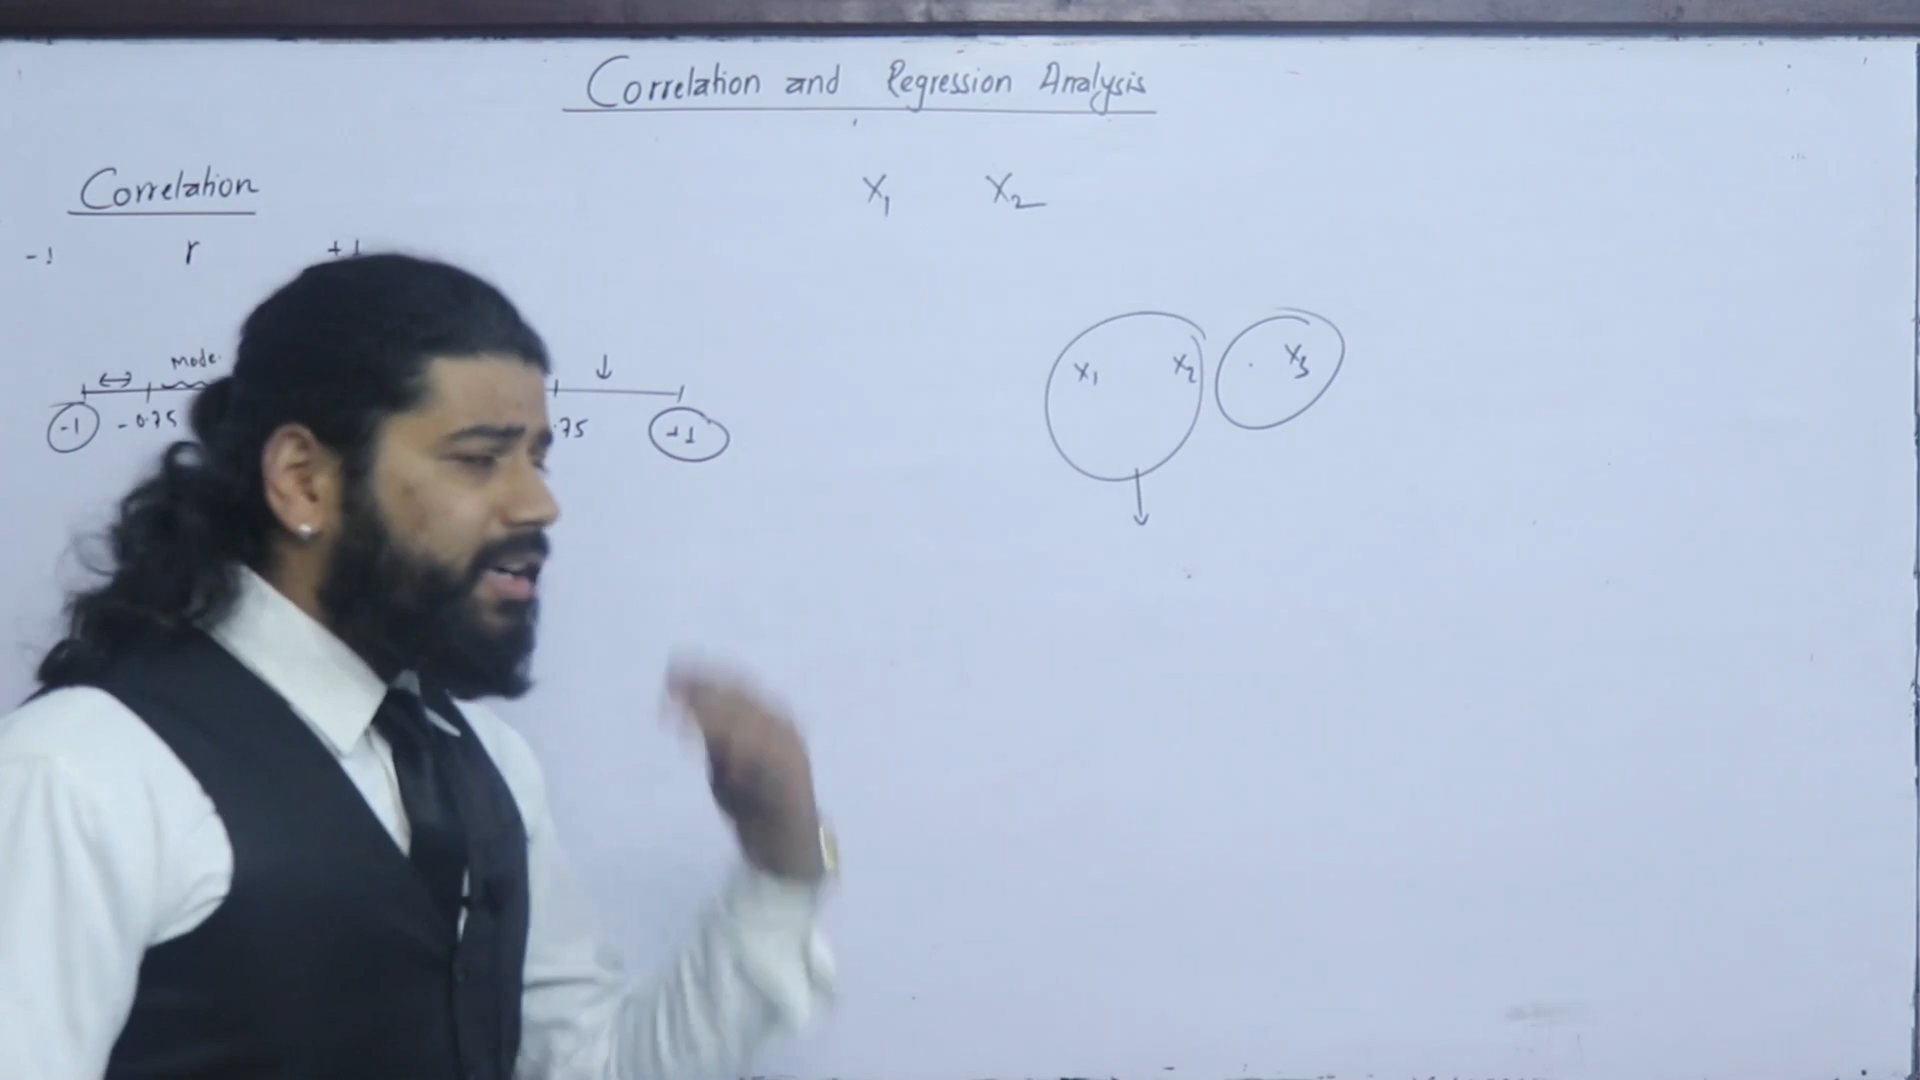 Correlation and Regression Analysis
Correlation
-1 r +1
X1 X2
Mode
-1 -0.75 .75 +1
X1 X2 X3